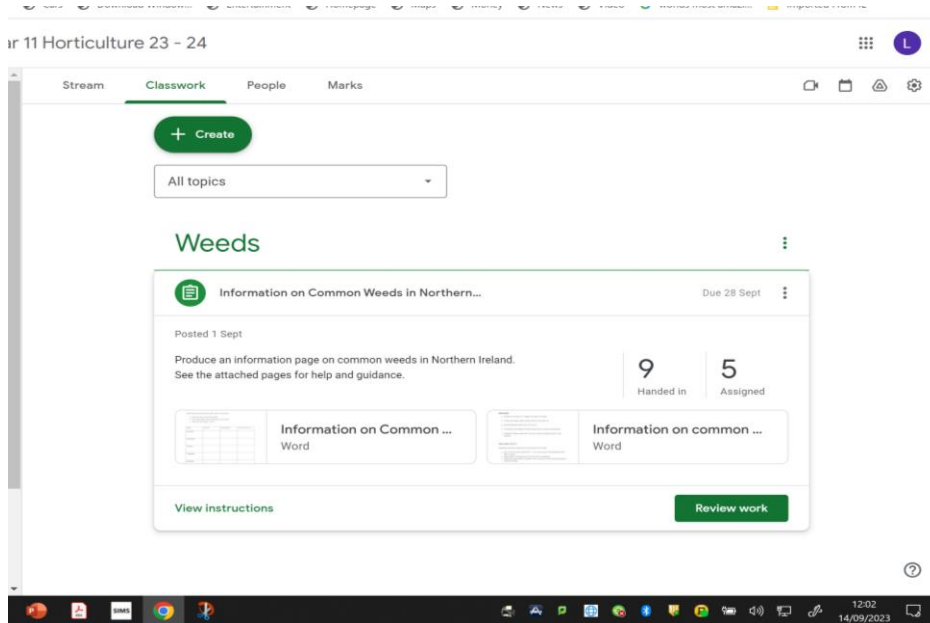 ar 11 Horticulture 23 - 24
L
Stream Classwork People Marks
+ Create
All topics
Weeds
Information on Common Weeds in Northern...
Due 28 Sept
Posted 1 Sept
Produce an information page on common weeds in Northern Ireland.
See the attached pages for help and guidance.
9
Handed in
5
Assigned
Information on Common ...
Word
Information on common ...
Word
View instructions
Review work
SIMS
12:02
14/09/2023